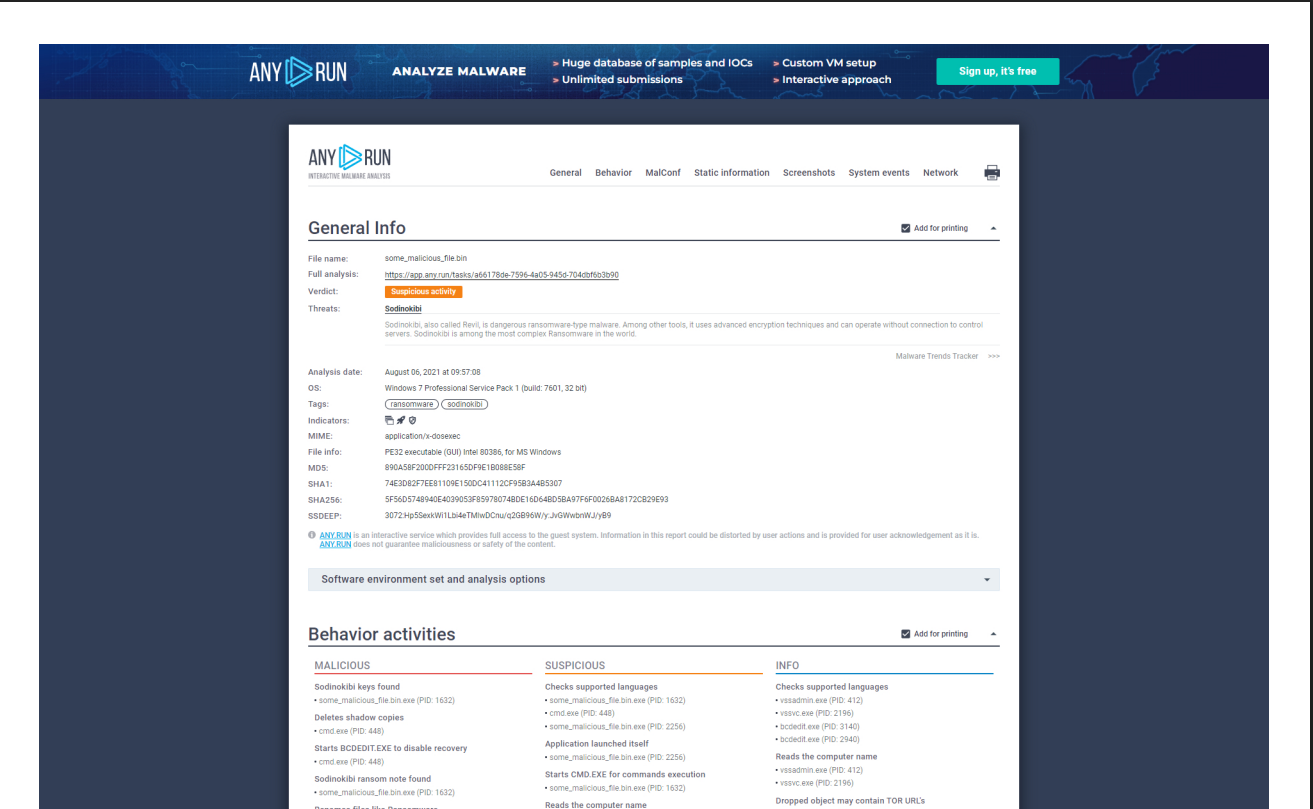 ANY RUN
ANALYZE MALWARE
Huge database of samples and IOCs
Unlimited submissions
Custom VM setup
Interactive approach
Sign up, it's free
ANY RUN
INTERACTIVE MALWARE ANALYSIS
General Behavior MalConf Static information Screenshots System events Network
General Info
Add for printing
File name: some_malicious_file.bin
Full analysis: https://app.any.run/tasks/a66178de-7596-4a05-945d-704dbf6b3b90
Verdict: Suspicious activity
Threats: Sodinokibi
Sodinokibi, also called Revil, is dangerous ransomware-type malware. Among other tools, it uses advanced encryption techniques and can operate without connection to control
servers. Sodinokibi is among the most complex Ransomware in the world.
Malware Trends Tracker >>>
Analysis date: August 06, 2021 at 09:57:08
OS: Windows 7 Professional Service Pack 1 (build: 7601, 32 bit)
Tags: ransomware sodinokibi
Indicators:
MIME: application/x-dosexec
File info: PE32 executable (GUI) Intel 80386, for MS Windows
MD5: 890A58F200DFFF23165DF9E1B088E58F
SHA1: 74E3D82F7EE81109E150DC41112CF95B3A4B5307
SHA256: 5F56D5748940E4039053F85978074BDE16D64BD5BA97F6F0026BA8172CB29E93
SSDEEP: 3072:Hp5SexkWi1Lbi4eTMlwDCnu/q2GB96W/y:JvGWwbnWJ/yB9
ANY.RUN is an interactive service which provides full access to the guest system. Information in this report could be distorted by user actions and is provided for user acknowledgement as it is.
ANY.RUN does not guarantee maliciousness or safety of the content.
Software environment set and analysis options
Behavior activities
Add for printing
MALICIOUS
Sodinokibi keys found
• some_malicious_file.bin.exe (PID: 1632)
Deletes shadow copies
• cmd.exe (PID: 448)
Starts BCDEDIT.EXE to disable recovery
• cmd.exe (PID: 448)
Sodinokibi ransom note found
• some_malicious_file.bin.exe (PID: 1632)
Renames files like Ransomware
SUSPICIOUS
Checks supported languages
• some_malicious_file.bin.exe (PID: 1632)
• cmd.exe (PID: 448)
• some_malicious_file.bin.exe (PID: 2256)
Application launched itself
• some_malicious_file.bin.exe (PID: 2256)
Starts CMD.EXE for commands execution
• some_malicious_file.bin.exe (PID: 1632)
Reads the computer name
INFO
Checks supported languages
• vssadmin.exe (PID: 412)
• vssvc.exe (PID: 2196)
• bcdedit.exe (PID: 3140)
• bcdedit.exe (PID: 2940)
Reads the computer name
• vssadmin.exe (PID: 412)
• vssvc.exe (PID: 2196)
Dropped object may contain TOR URL's